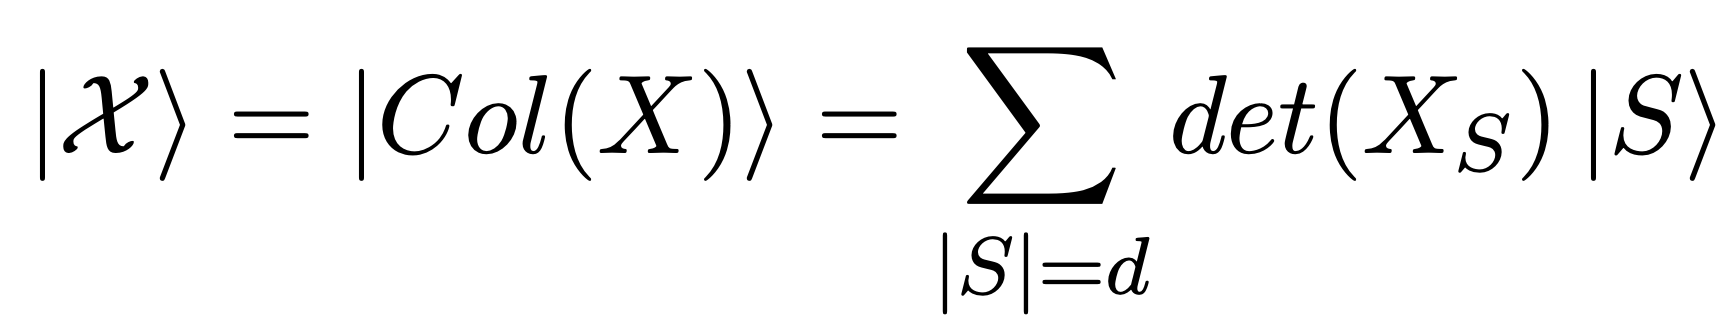 |𝒳⟩ = |Col(X)⟩ = ∑_{|S|=d} det(X_S) |S⟩